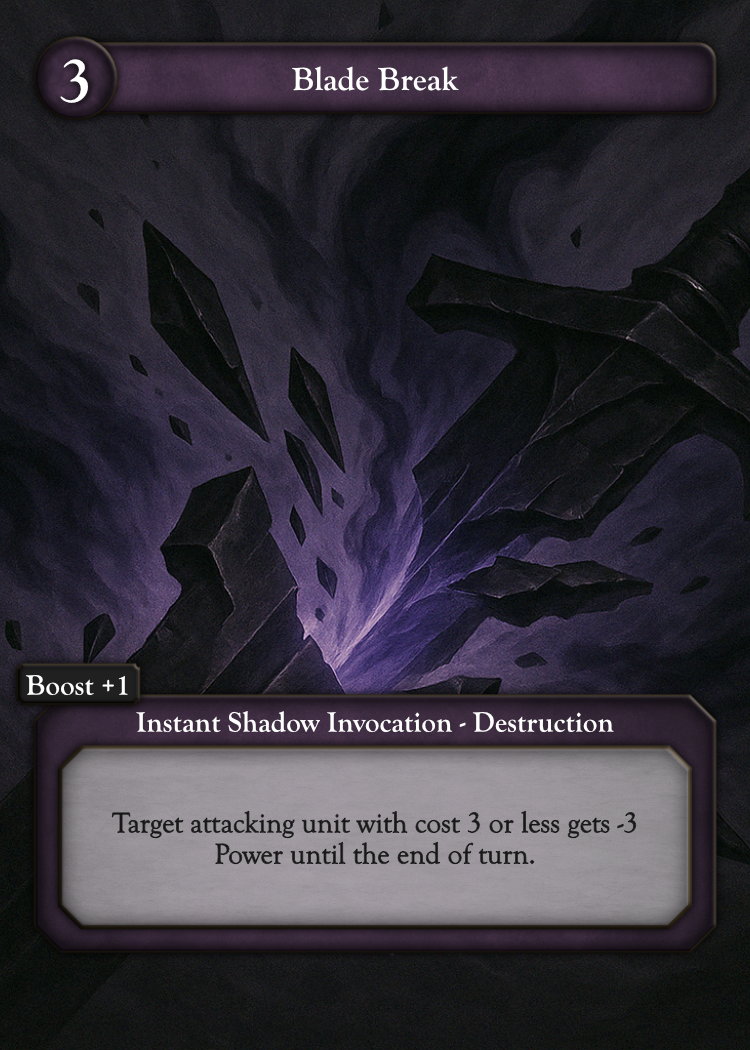 3
Blade Break
Boost +1
Instant Shadow Invocation - Destruction
Target attacking unit with cost 3 or less gets -3
Power until the end of turn.